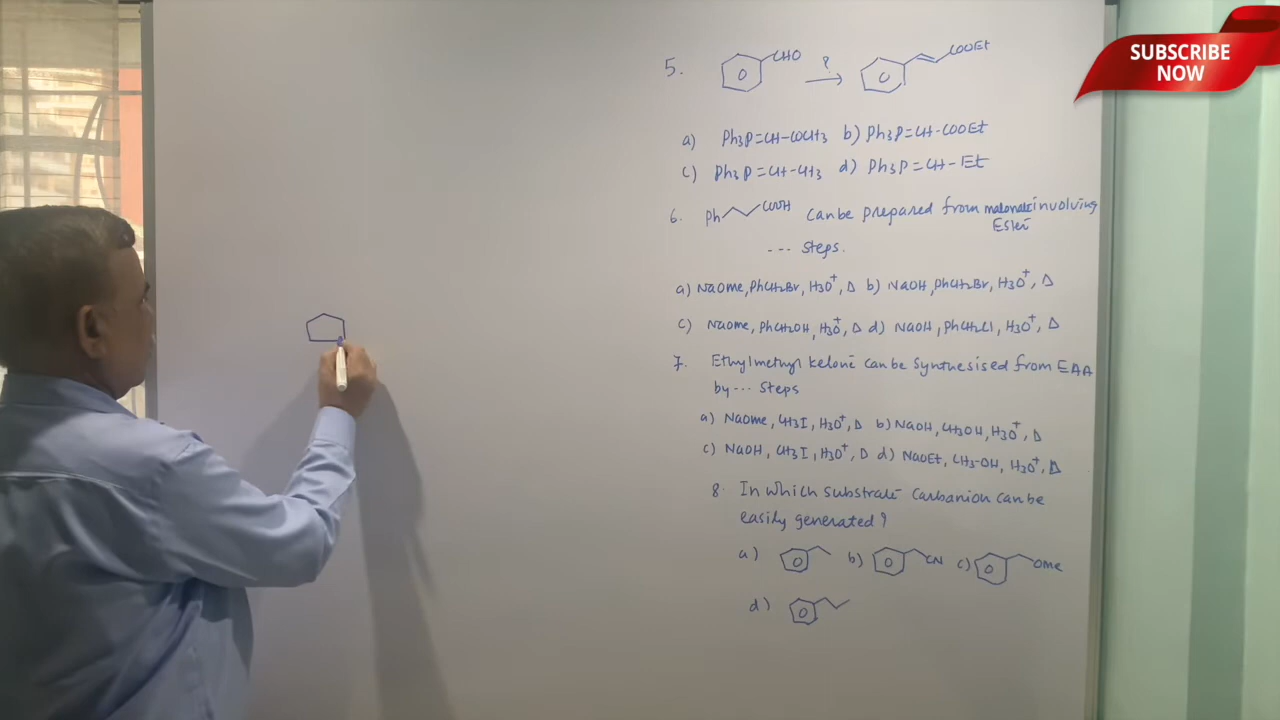 SUBSCRIBE
NOW
5. CHO ? COOEt
a) Ph3P=CH-COCH3 b) Ph3P=CH-COOEt
c) Ph3P=CH-CH3 d) Ph3P=CH-Et
6. Ph COOH can be prepared from malonate involving
Ester
--- steps.
a) NaOMe, PhCH2Br, H3O+, Δ b) NaOH, PhCH2Br, H3O+, Δ
c) NaOMe, PhCH2OH, H3O+, Δ d) NaOH, PhCH2Cl, H3O+, Δ
7. Ethylmethyl ketone can be synthesised from EAA
by --- steps
a) NaOMe, CH3I, H3O+, Δ b) NaOH, CH3OH, H3O+, Δ
c) NaOH, CH3I, H3O+, Δ d) NaOEt, CH3-OH, H3O+, Δ
8. In which substrate carbanion can be
easily generated?
a) b) CN c) OMe
d)